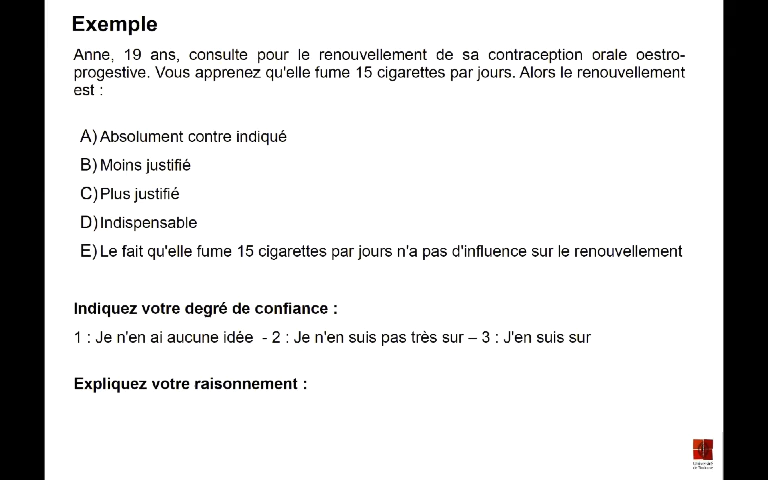 Exemple
Anne, 19 ans, consulte pour le renouvellement de sa contraception orale oestro-
progestive. Vous apprenez qu'elle fume 15 cigarettes par jours. Alors le renouvellement
est :
A) Absolument contre indiqué
B) Moins justifié
C) Plus justifié
D) Indispensable
E) Le fait qu'elle fume 15 cigarettes par jours n'a pas d'influence sur le renouvellement
Indiquez votre degré de confiance :
1 : Je n'en ai aucune idée - 2 : Je n'en suis pas très sur – 3 : J'en suis sur
Expliquez votre raisonnement :